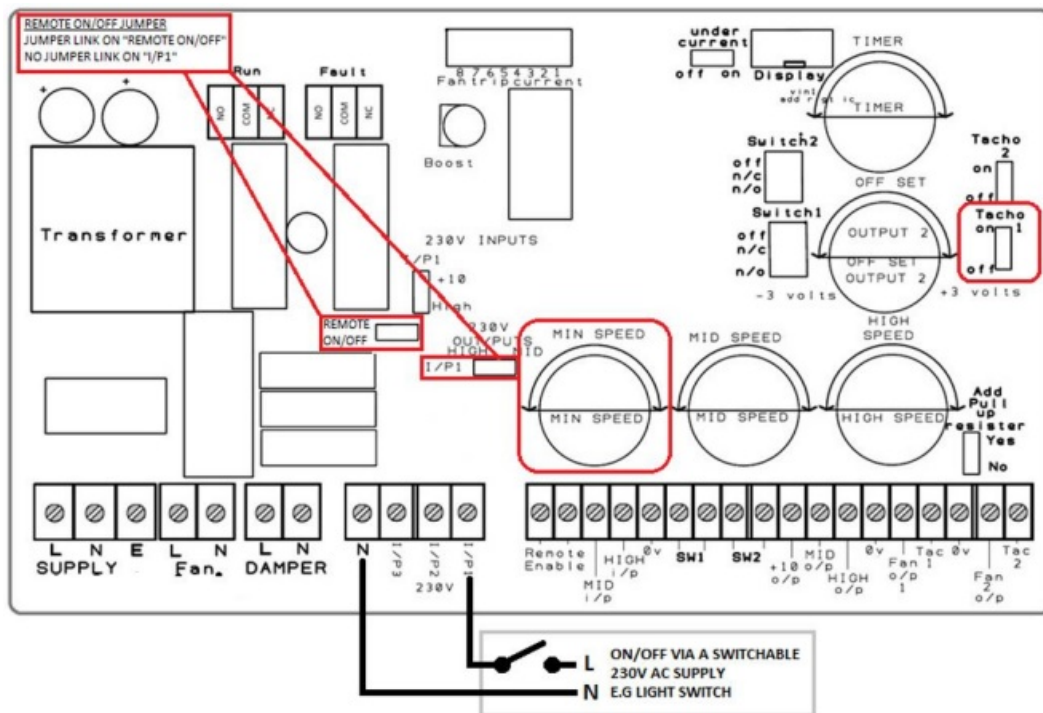 REMOTE ON/OFF JUMPER
JUMPER LINK ON "REMOTE ON/OFF"
NO JUMPER LINK ON "I/P1"
Run
Fault
NO
COM
NC
NO
COM
NC
+
+
Transformer
8 7 6 5 4 3 2 1
Fan trip current
Boost
230V INPUTS
I/P1
+10
High
REMOTE
ON/OFF
230V
OUT/PUTS
HIGH MID
I/P1
under
current
off on
Display
vin1
TIMER
TIMER
OFF SET
Switch2
off
n/c
n/o
Switch1
off
n/c
n/o
OUTPUT 2
OFF SET
OUTPUT 2
-3 volts
+3 volts
Tacho
2
on
off
Tacho
on 1
off
MIN SPEED
MIN SPEED
MID SPEED
MID SPEED
HIGH
SPEED
HIGH SPEED
Add
Pull
up
resister
Yes
No
L N E
SUPPLY
L N
Fan.
L N
DAMPER
N
I/P3
I/P2
I/P1
230V
Remote
Enable
MID
i/p
HIGH
i/p
0v
SW1
SW2
+10
o/p
MID
o/p
HIGH
o/p
0v
Fan
o/p
1
Tac
1
0v
Fan
2
o/p
Tac
2
L
ON/OFF VIA A SWITCHABLE
230V AC SUPPLY
N
E.G LIGHT SWITCH